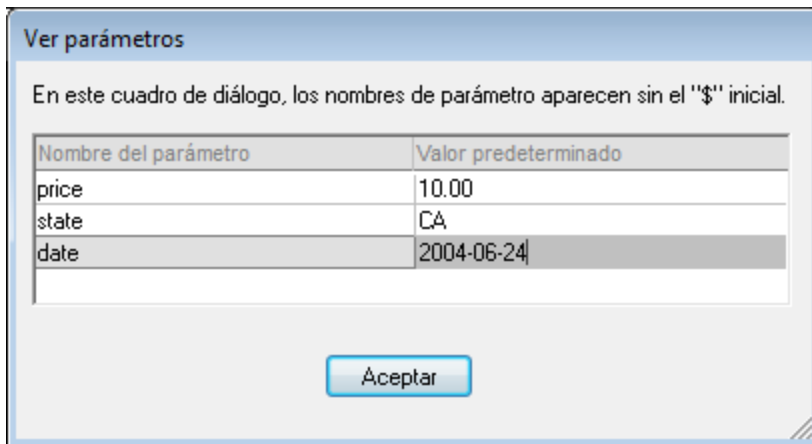 Ver parámetros
En este cuadro de diálogo, los nombres de parámetro aparecen sin el "$" inicial.
Nombre del parámetro Valor predeterminado
price 10.00
state CA
date 2004-06-24
Aceptar